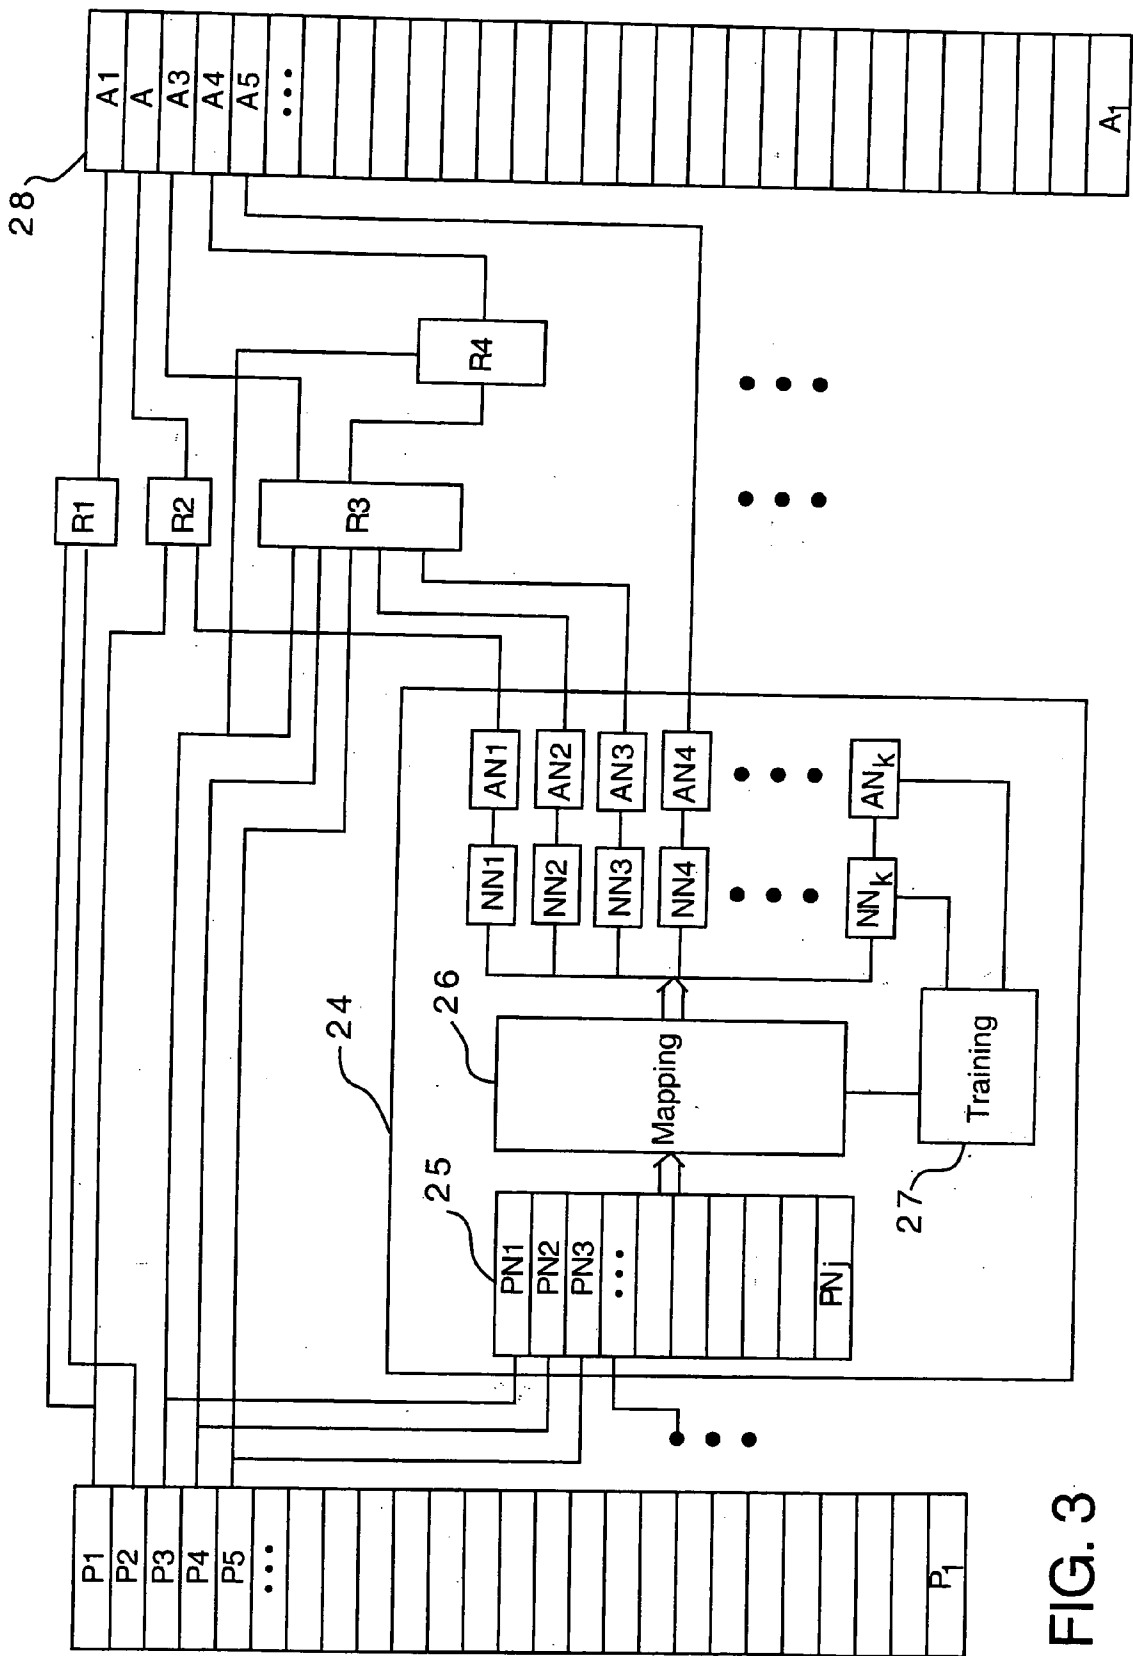 P1
P2
P3
P4
P5
P1
25
PN1
PN2
PN3
PNj
24
26
Mapping
27
Training
NN1
NN2
NN3
NN4
NNk
AN1
AN2
AN3
AN4
ANk
R1
R2
R3
R4
28
A1
A
A3
A4
A5
A1
FIG. 3